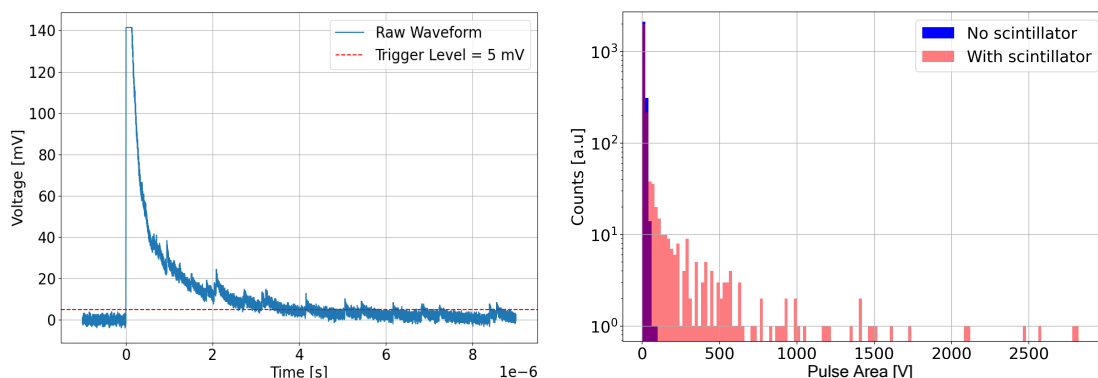 140
120
100
80
60
40
20
0
Voltage [mV]
Raw Waveform
Trigger Level = 5 mV
0 2 4 6 8
1e−6
Time [s]
10³
10²
10¹
10⁰
Counts [a.u]
No scintillator
With scintillator
0 500 1000 1500 2000 2500
Pulse Area [V]